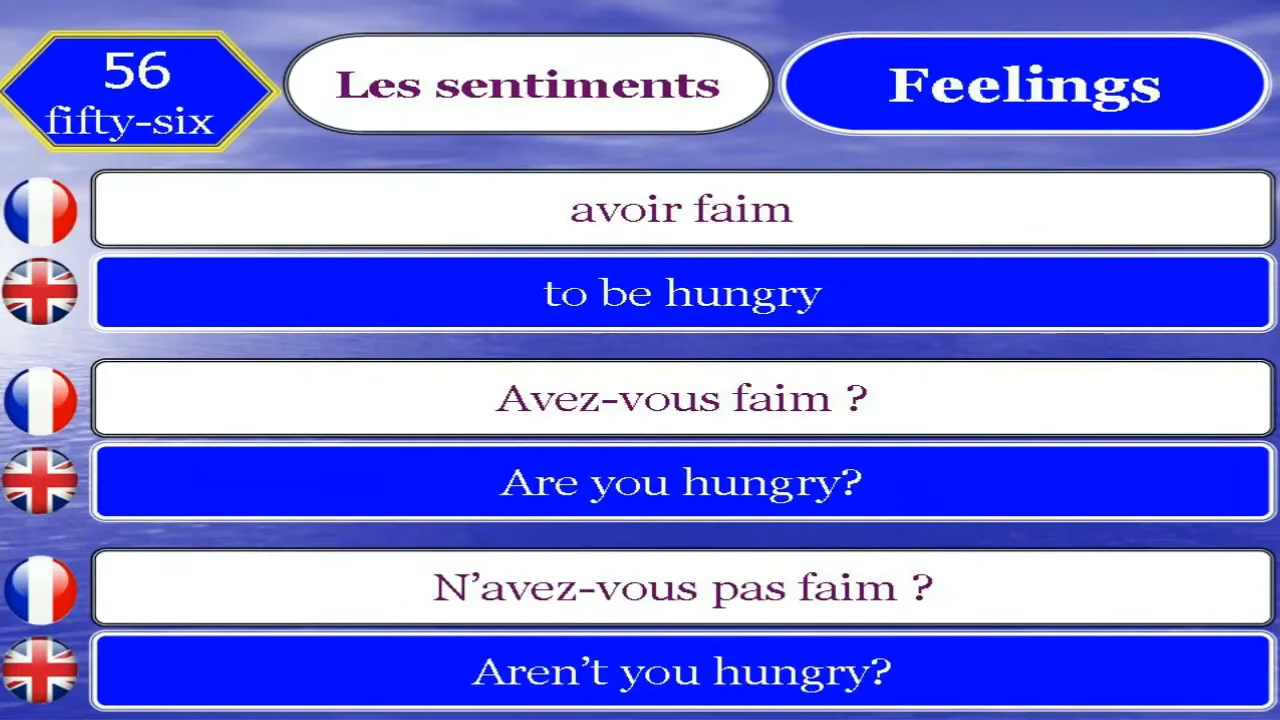 56
fifty-six
Les sentiments
Feelings
avoir faim
to be hungry
Avez-vous faim ?
Are you hungry?
N’avez-vous pas faim ?
Aren’t you hungry?